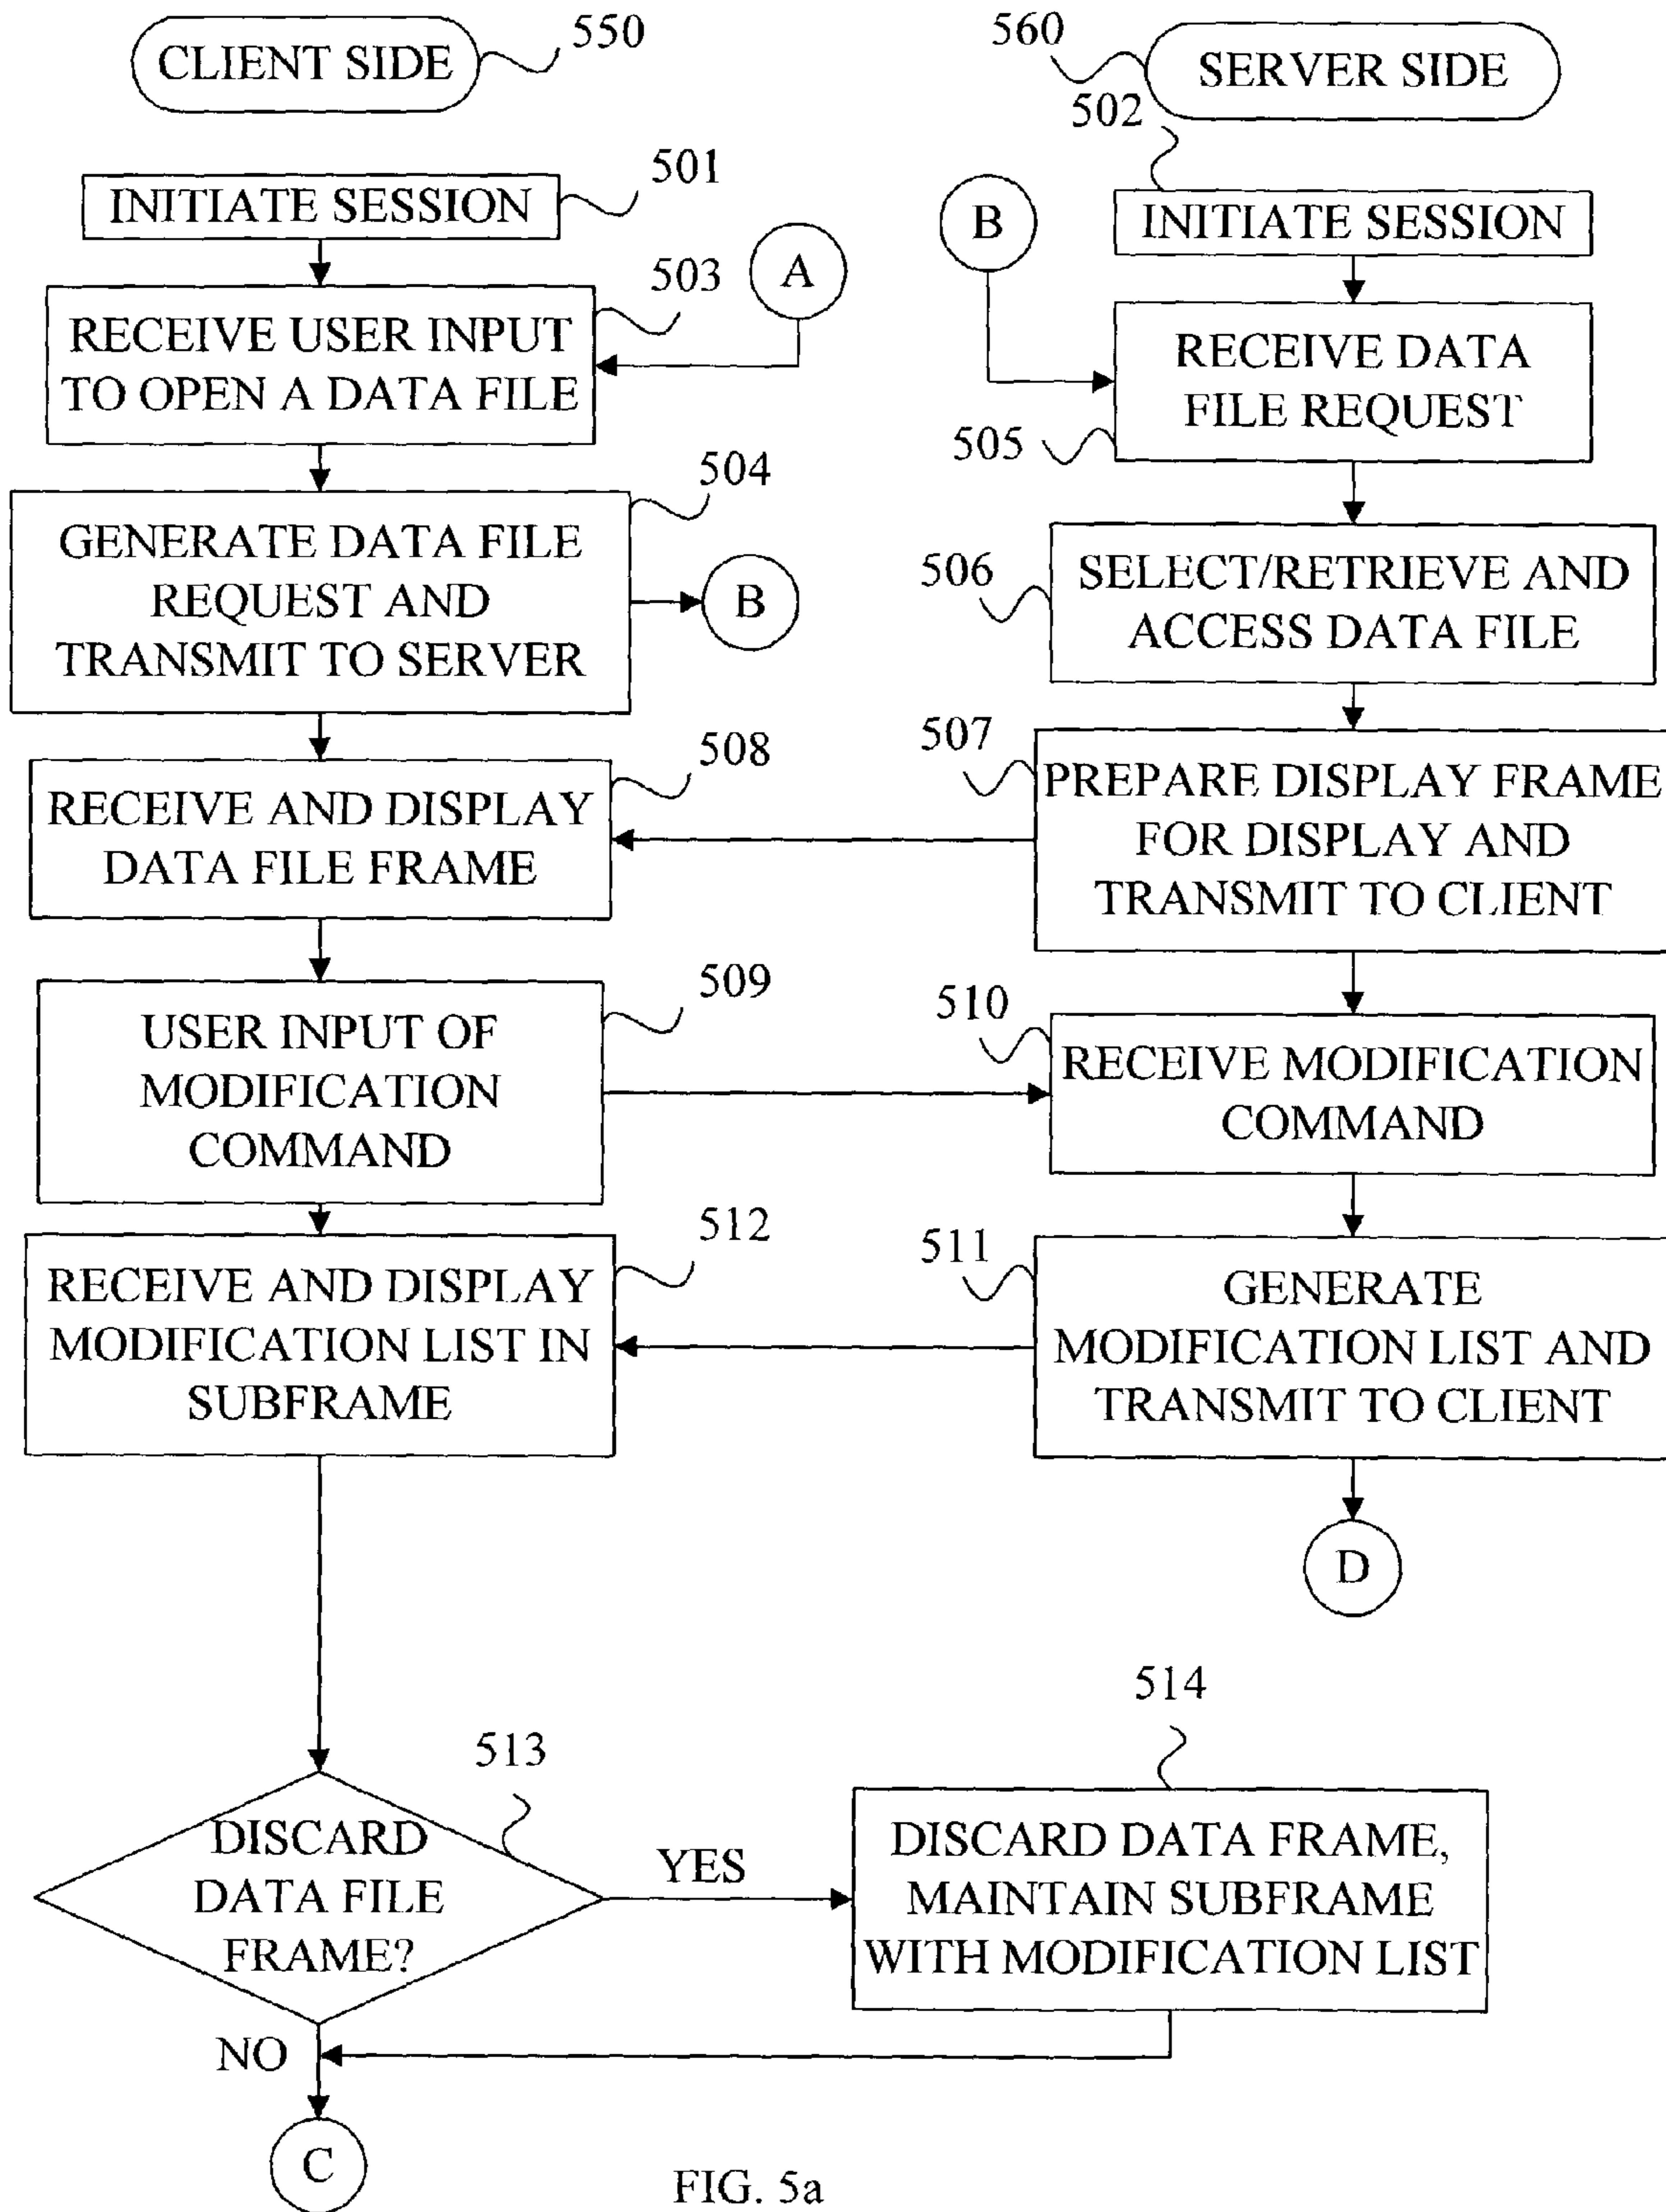 CLIENT SIDE
550
560
SERVER SIDE
502
INITIATE SESSION
501
B
INITIATE SESSION
A
503
RECEIVE USER INPUT
TO OPEN A DATA FILE
RECEIVE DATA
FILE REQUEST
505
504
GENERATE DATA FILE
REQUEST AND
TRANSMIT TO SERVER
B
506
SELECT/RETRIEVE AND
ACCESS DATA FILE
508
RECEIVE AND DISPLAY
DATA FILE FRAME
507
PREPARE DISPLAY FRAME
FOR DISPLAY AND
TRANSMIT TO CLIENT
509
USER INPUT OF
MODIFICATION
COMMAND
510
RECEIVE MODIFICATION
COMMAND
512
RECEIVE AND DISPLAY
MODIFICATION LIST IN
SUBFRAME
511
GENERATE
MODIFICATION LIST AND
TRANSMIT TO CLIENT
D
513
DISCARD
DATA FILE
FRAME?
YES
514
DISCARD DATA FRAME,
MAINTAIN SUBFRAME
WITH MODIFICATION LIST
NO
C
FIG. 5a